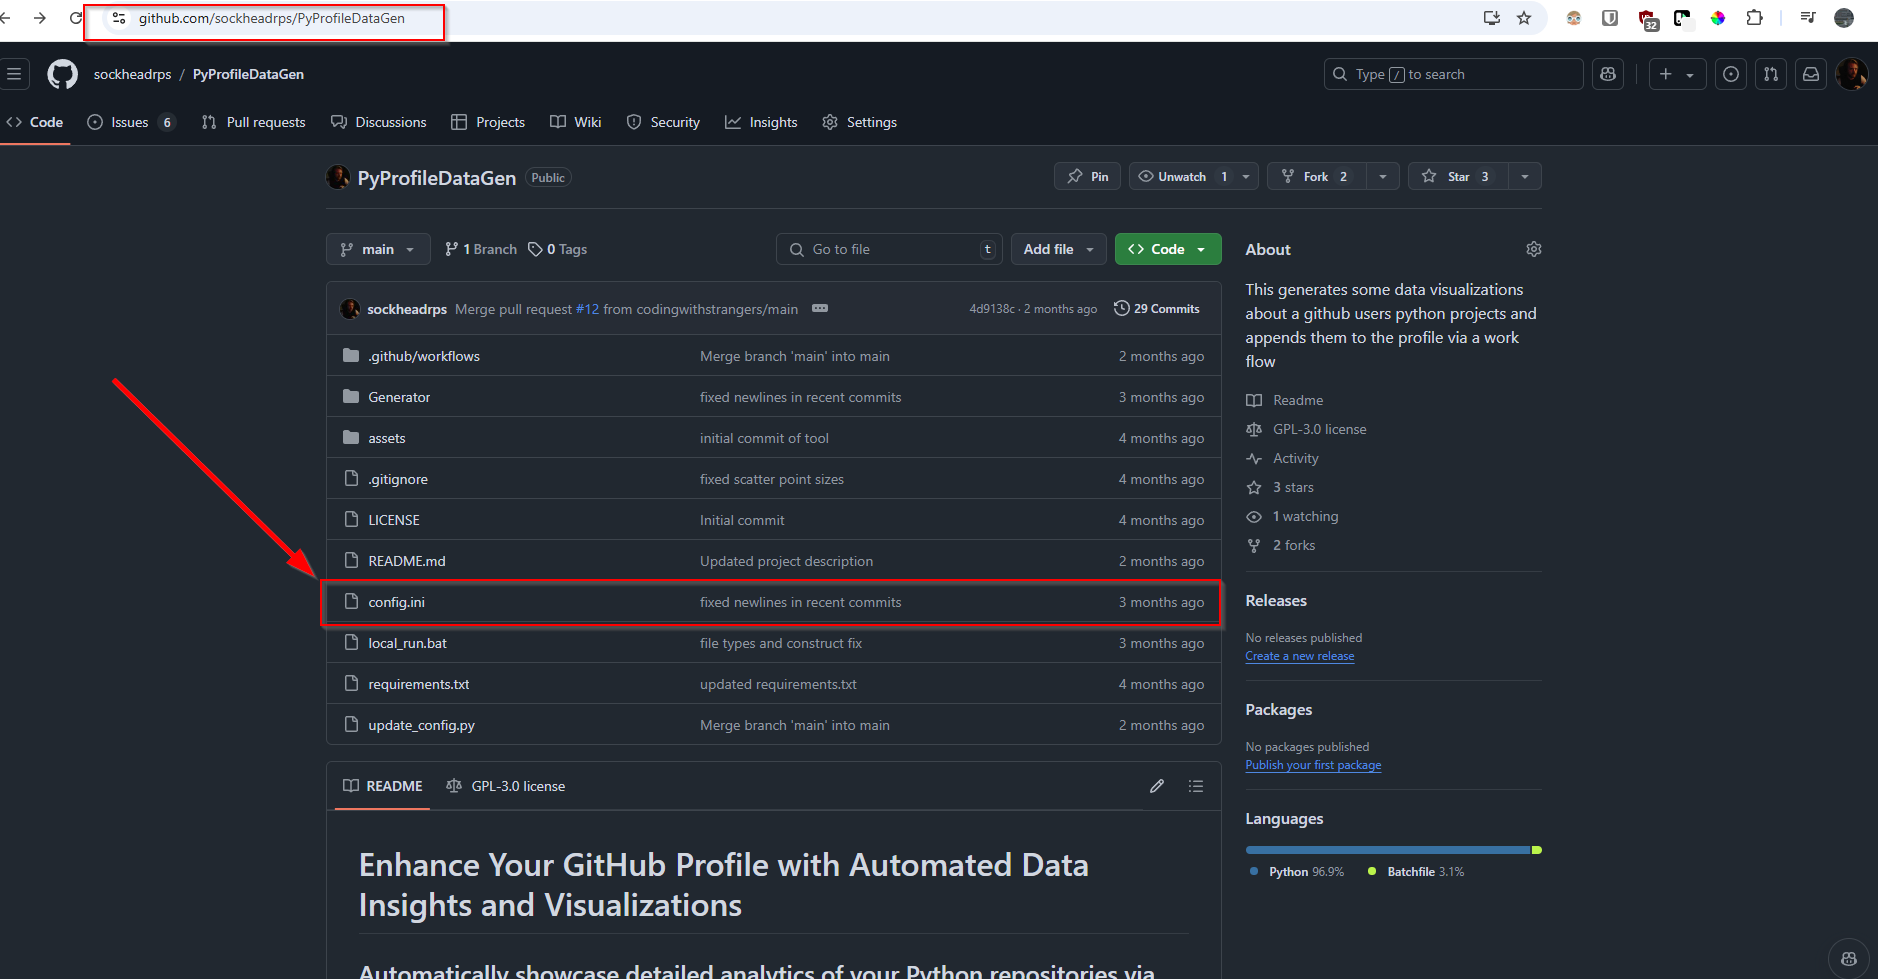 github.com/sockheadrps/PyProfileDataGen
32
sockheadrps / PyProfileDataGen
Type / to search
Code
Issues 6
Pull requests
Discussions
Projects
Wiki
Security
Insights
Settings
PyProfileDataGen Public
Pin
Unwatch 1
Fork 2
Star 3
main
1 Branch
0 Tags
Go to file t
Add file
Code
sockheadrps Merge pull request #12 from codingwithstrangers/main 4d9138c · 2 months ago 29 Commits
.github/workflows Merge branch 'main' into main 2 months ago
Generator fixed newlines in recent commits 3 months ago
assets initial commit of tool 4 months ago
.gitignore fixed scatter point sizes 4 months ago
LICENSE Initial commit 4 months ago
README.md Updated project description 2 months ago
config.ini fixed newlines in recent commits 3 months ago
local_run.bat file types and construct fix 3 months ago
requirements.txt updated requirements.txt 4 months ago
update_config.py Merge branch 'main' into main 2 months ago
README
GPL-3.0 license
Enhance Your GitHub Profile with Automated Data
Insights and Visualizations
Automatically showcase detailed analytics of your Python repositories via
About
This generates some data visualizations
about a github users python projects and
appends them to the profile via a work
flow
Readme
GPL-3.0 license
Activity
3 stars
1 watching
2 forks
Releases
No releases published
Create a new release
Packages
No packages published
Publish your first package
Languages
Python 96.9%
Batchfile 3.1%